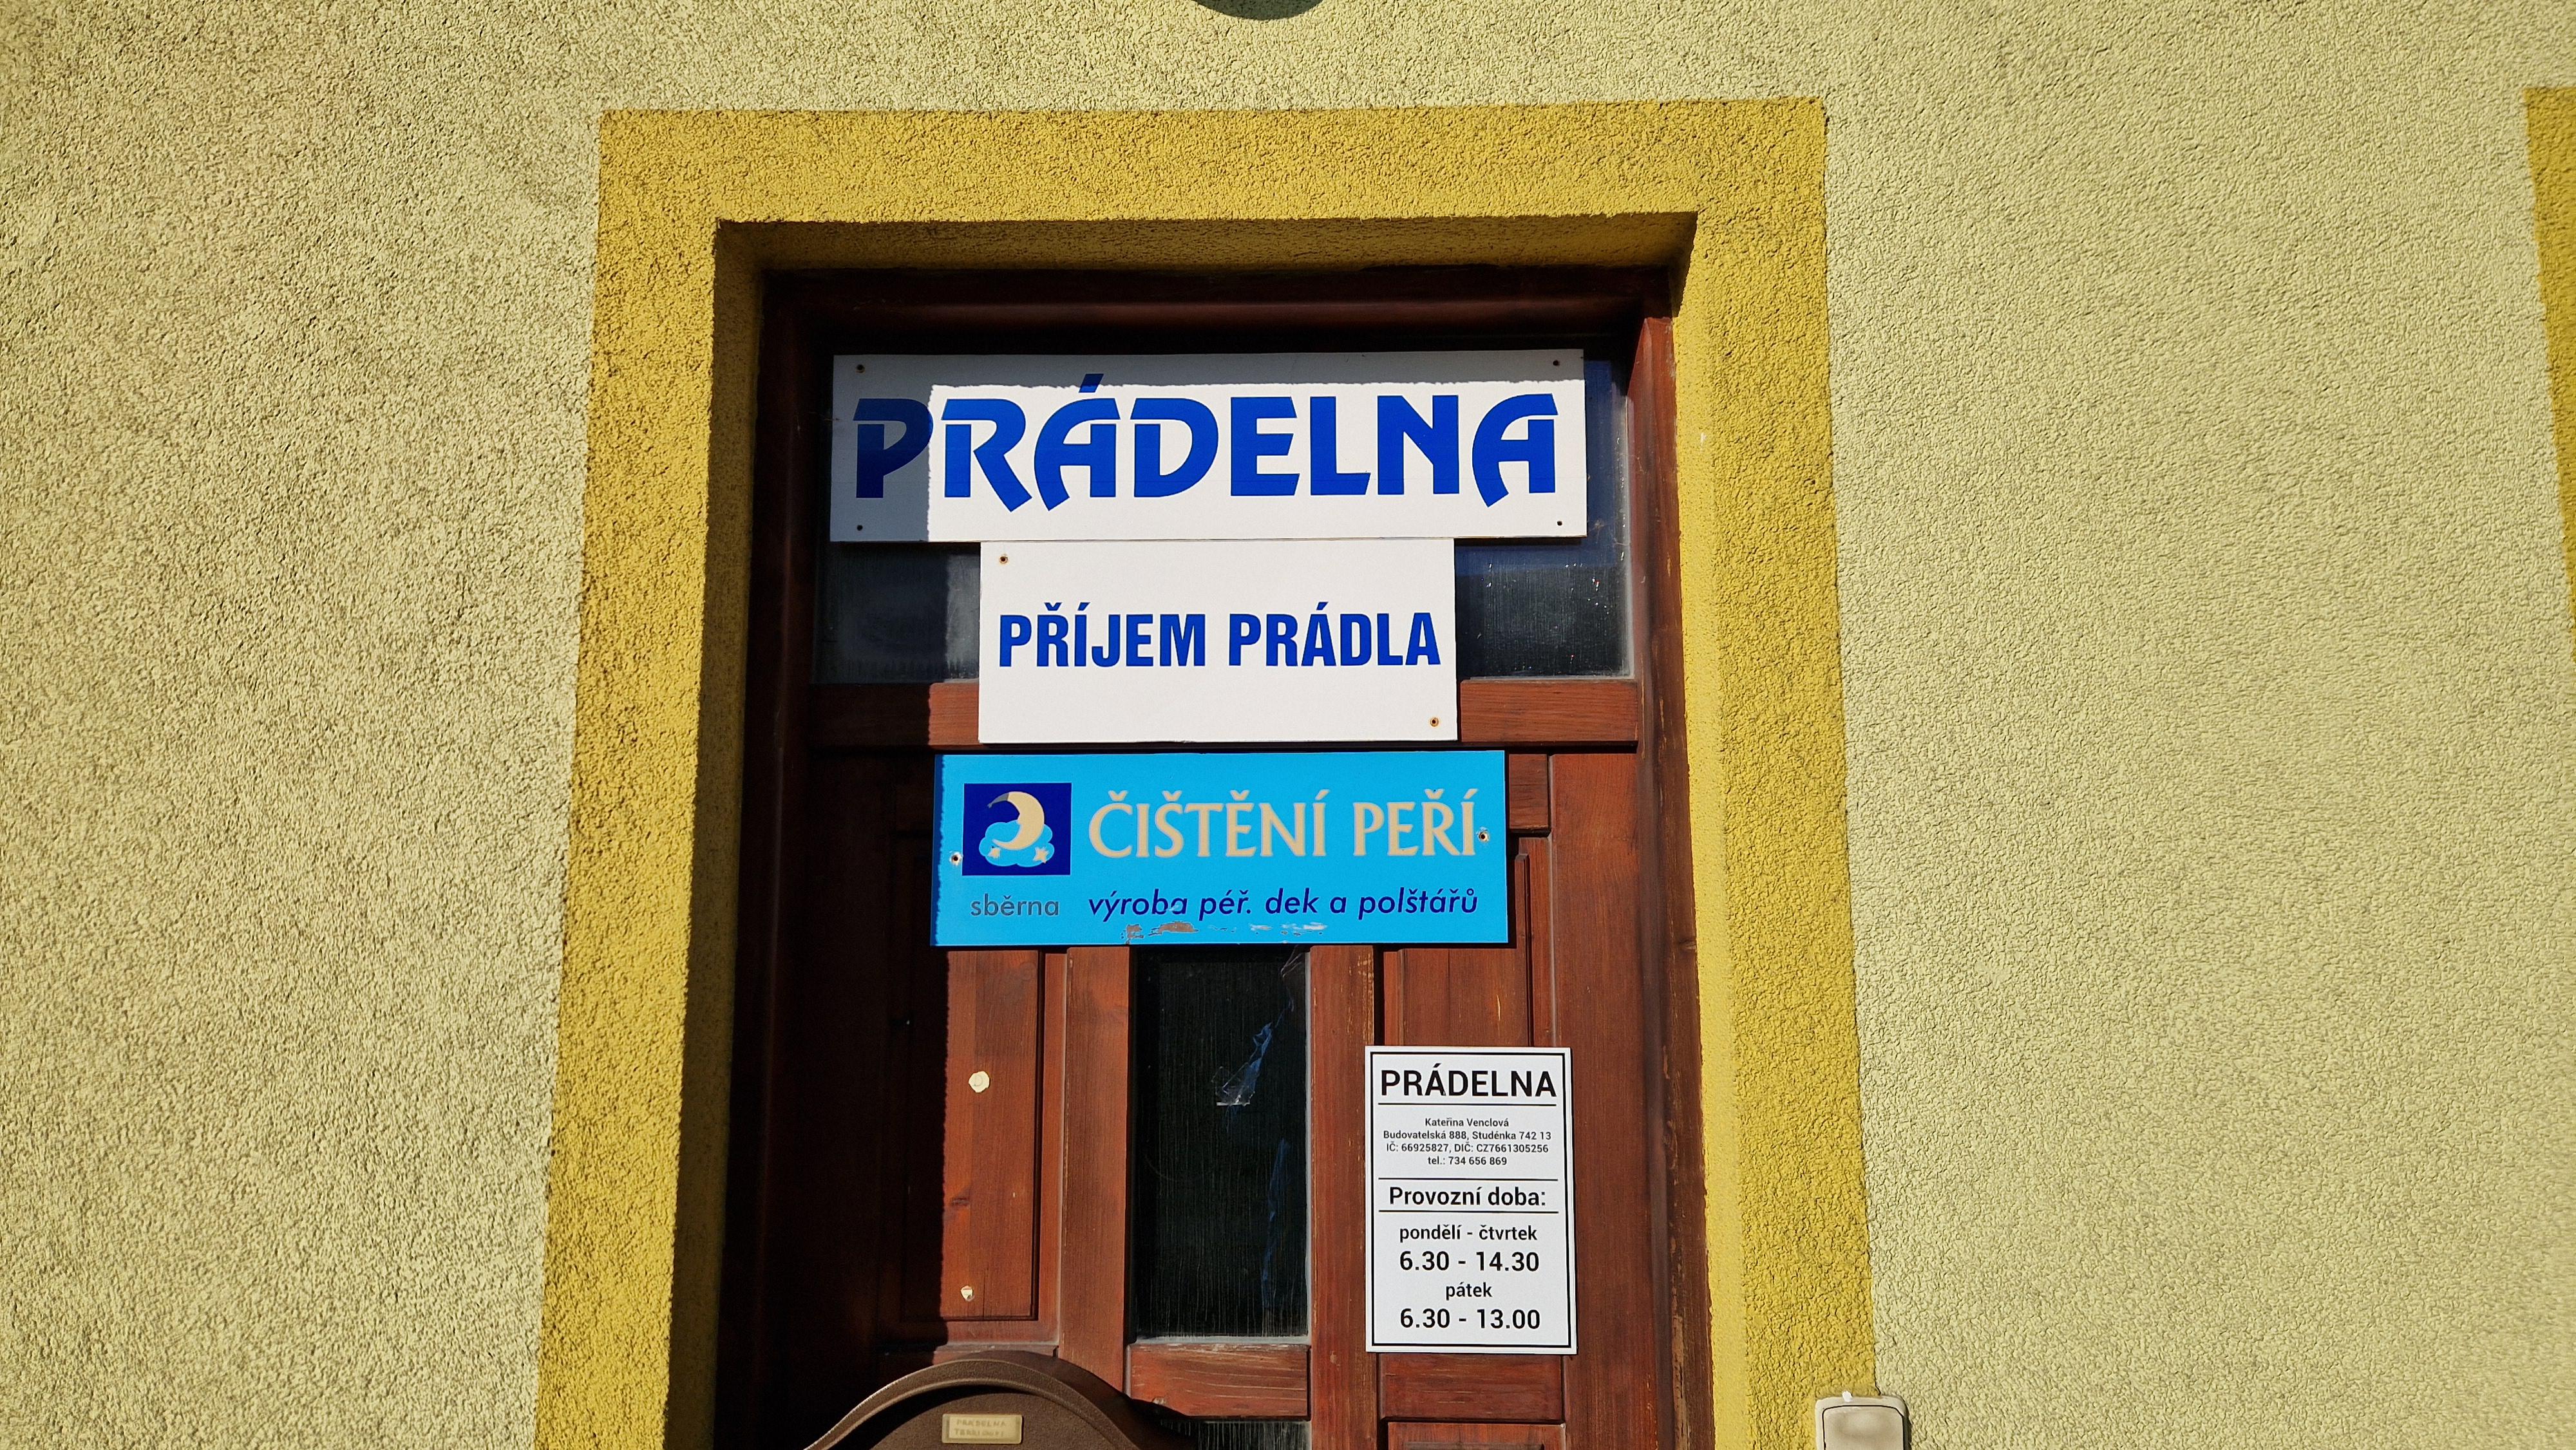 PRÁDELNA
PŘÍJEM PRÁDLA
ČIŠTĚNÍ PEŘÍ
sběrna výroba péř. dek a polštářů
PRÁDELNA
Kateřina Venclová
Budovatelská 888, Studénka 742 13
IČ: 66925827, DIČ: CZ7661305256
tel.: 734 656 869
Provozní doba:
pondělí - čtvrtek
6.30 - 14.30
pátek
6.30 - 13.00
PRÁDELNA